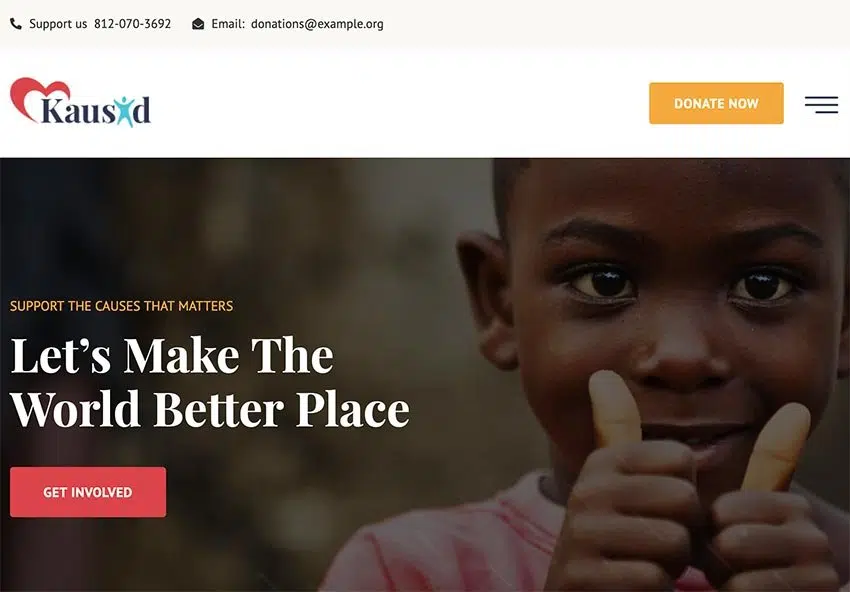 Support us 812-070-3692 Email: donations@example.org
Kausid
DONATE NOW
SUPPORT THE CAUSES THAT MATTERS
Let's Make The
World Better Place
GET INVOLVED